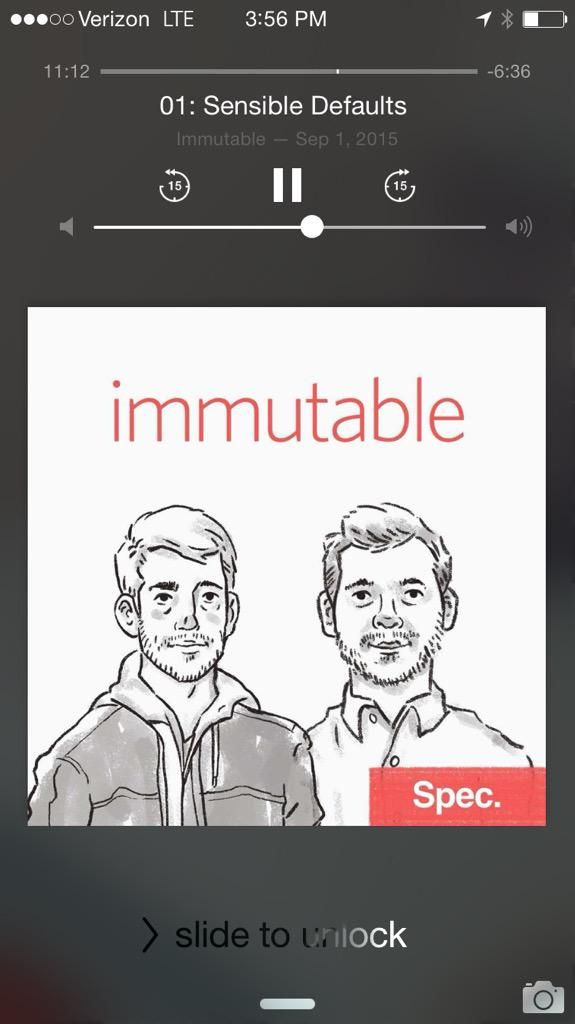 Verizon LTE 3:56 PM
11:12 -6:36
01: Sensible Defaults
Immutable — Sep 1, 2015
15 15
immutable
Spec.
slide to unlock